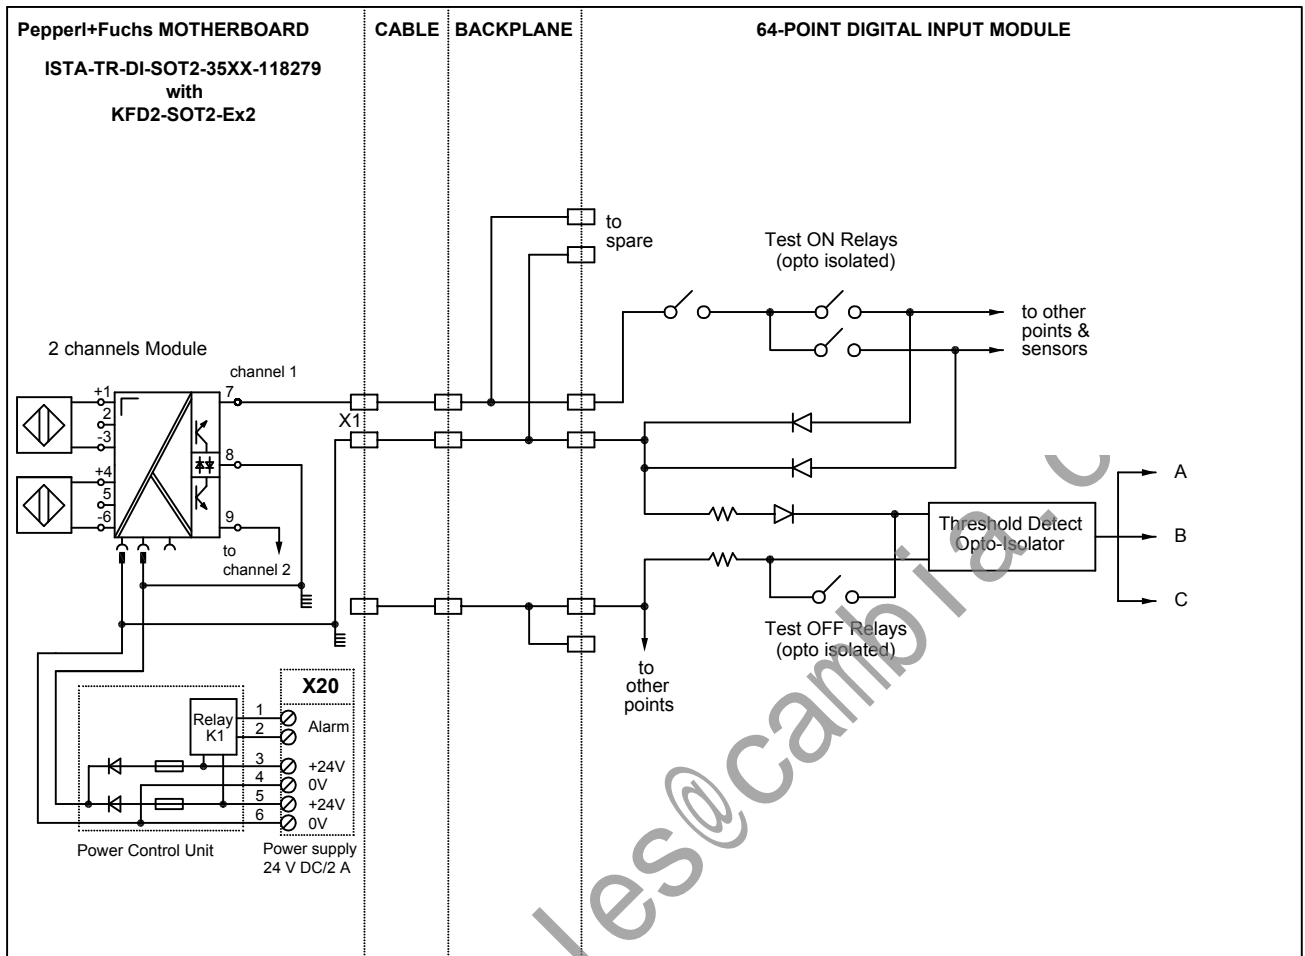 Pepperl+Fuchs MOTHERBOARD
CABLE
BACKPLANE
64-POINT DIGITAL INPUT MODULE
ISTA-TR-DI-SOT2-35XX-118279
with
KFD2-SOT2-Ex2
to
spare
Test ON Relays
(opto isolated)
to other
points &
sensors
2 channels Module
channel 1
+1
2
-3
+4
5
-6
7
8
9
to
channel 2
X1
Threshold Detect
Opto-Isolator
A
B
C
Test OFF Relays
(opto isolated)
to
other
points
X20
Relay
K1
1
2
Alarm
3
+24V
4
0V
5
+24V
6
0V
Power Control Unit
Power supply
24 V DC/2 A
les@cambia.c